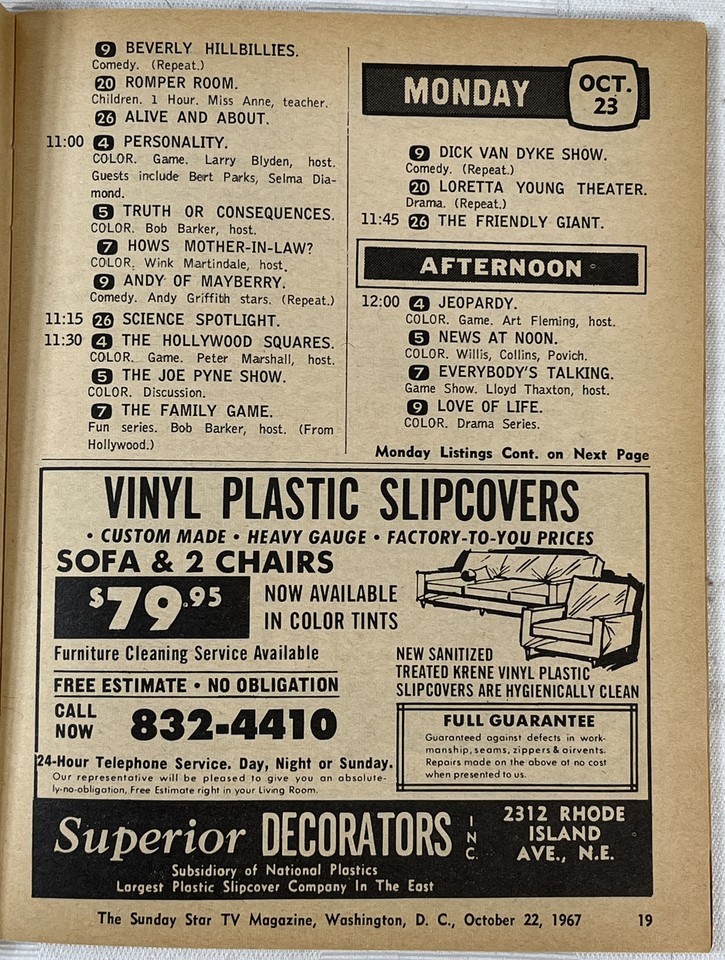 9 BEVERLY HILLBILLIES.
Comedy. (Repeat.)
20 ROMPER ROOM.
Children. 1 Hour. Miss Anne, teacher.
26 ALIVE AND ABOUT.
11:00 4 PERSONALITY.
COLOR. Game. Larry Blyden, host.
Guests include Bert Parks, Selma Dia-
mond.
5 TRUTH OR CONSEQUENCES.
COLOR. Bob Barker, host.
7 HOWS MOTHER-IN-LAW?
COLOR. Wink Martindale, host.
9 ANDY OF MAYBERRY.
Comedy. Andy Griffith stars. (Repeat.)
11:15 26 SCIENCE SPOTLIGHT.
11:30 4 THE HOLLYWOOD SQUARES.
COLOR. Game. Peter Marshall, host.
5 THE JOE PYNE SHOW.
COLOR. Discussion.
7 THE FAMILY GAME.
Fun series. Bob Barker, host. (From
Hollywood.)
MONDAY
OCT.
23
9 DICK VAN DYKE SHOW.
Comedy. (Repeat.)
20 LORETTA YOUNG THEATER.
Drama. (Repeat.)
11:45 26 THE FRIENDLY GIANT.
AFTERNOON
12:00 4 JEOPARDY.
COLOR. Game. Art Fleming, host.
5 NEWS AT NOON.
COLOR. Willis, Collins, Povich.
7 EVERYBODY'S TALKING.
Game Show. Lloyd Thaxton, host.
9 LOVE OF LIFE.
COLOR. Drama Series.
Monday Listings Cont. on Next Page
VINYL PLASTIC SLIPCOVERS
• CUSTOM MADE • HEAVY GAUGE • FACTORY-TO-YOU PRICES
SOFA & 2 CHAIRS
$79.95
NOW AVAILABLE
IN COLOR TINTS
Furniture Cleaning Service Available
FREE ESTIMATE • NO OBLIGATION
CALL
NOW
832-4410
24-Hour Telephone Service. Day, Night or Sunday.
Our representative will be pleased to give you an absolute-
ly-no-obligation, Free Estimate right in your Living Room.
NEW SANITIZED
TREATED KRENE VINYL PLASTIC
SLIPCOVERS ARE HYGIENICALLY CLEAN
FULL GUARANTEE
Guaranteed against defects in work-
manship, seams, zippers & airvents.
Repairs made on the above at no cost
when presented to us.
Superior DECORATORS INC.
Subsidiary of National Plastics
Largest Plastic Slipcover Company In The East
2312 RHODE
ISLAND
AVE., N.E.
The Sunday Star TV Magazine, Washington, D. C., October 22, 1967 19